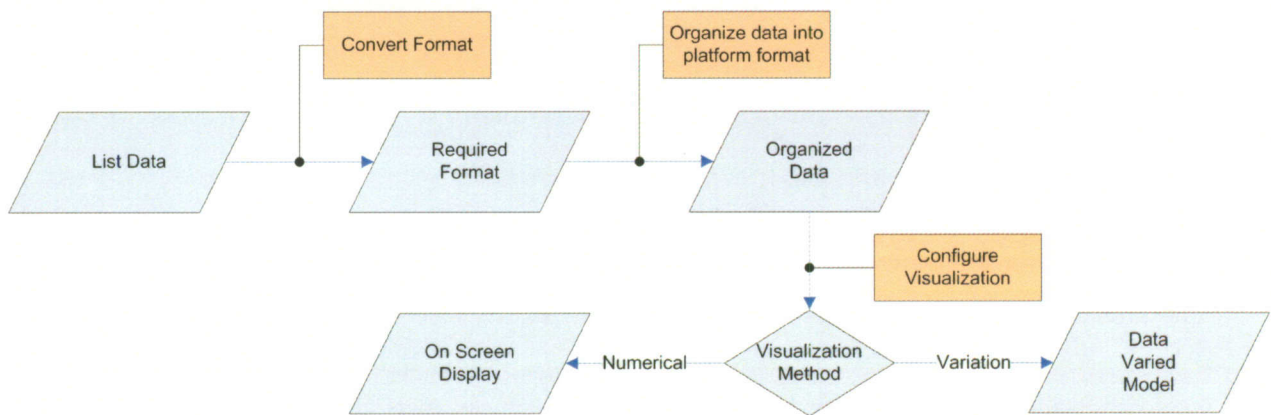 Convert Format
Organize data into
platform format
List Data
Required
Format
Organized
Data
Configure
Visualization
On Screen
Display
Numerical
Visualization
Method
Variation
Data
Varied
Model